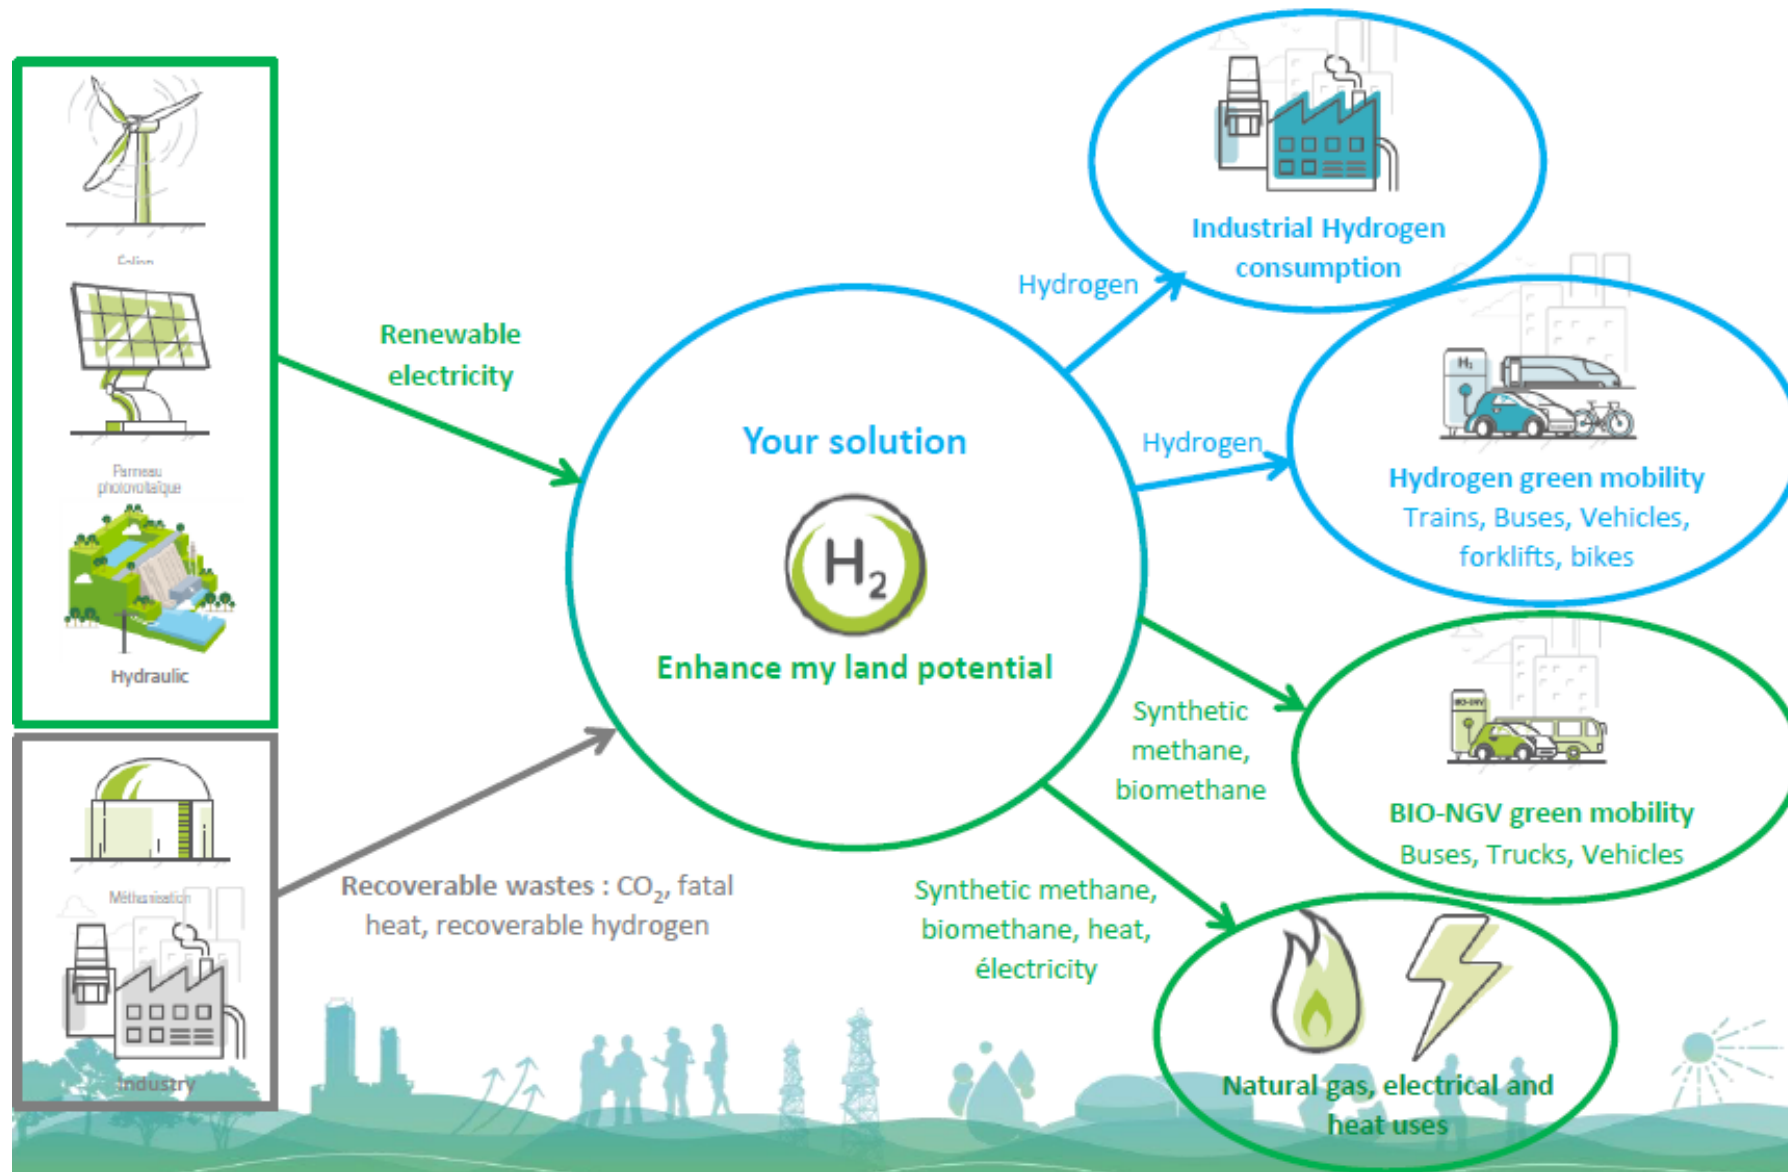 Eolien
Panneau
photovoltaïque
Hydraulic
Méthanisation
Industry
Renewable
electricity
Recoverable wastes : CO₂, fatal
heat, recoverable hydrogen
Your solution
H₂
Enhance my land potential
Hydrogen
Industrial Hydrogen
consumption
Hydrogen
H₂
Hydrogen green mobility
Trains, Buses, Vehicles,
forklifts, bikes
Synthetic
methane,
biomethane
BIO-GNV
BIO-NGV green mobility
Buses, Trucks, Vehicles
Synthetic methane,
biomethane, heat,
électricity
Natural gas, electrical and
heat uses